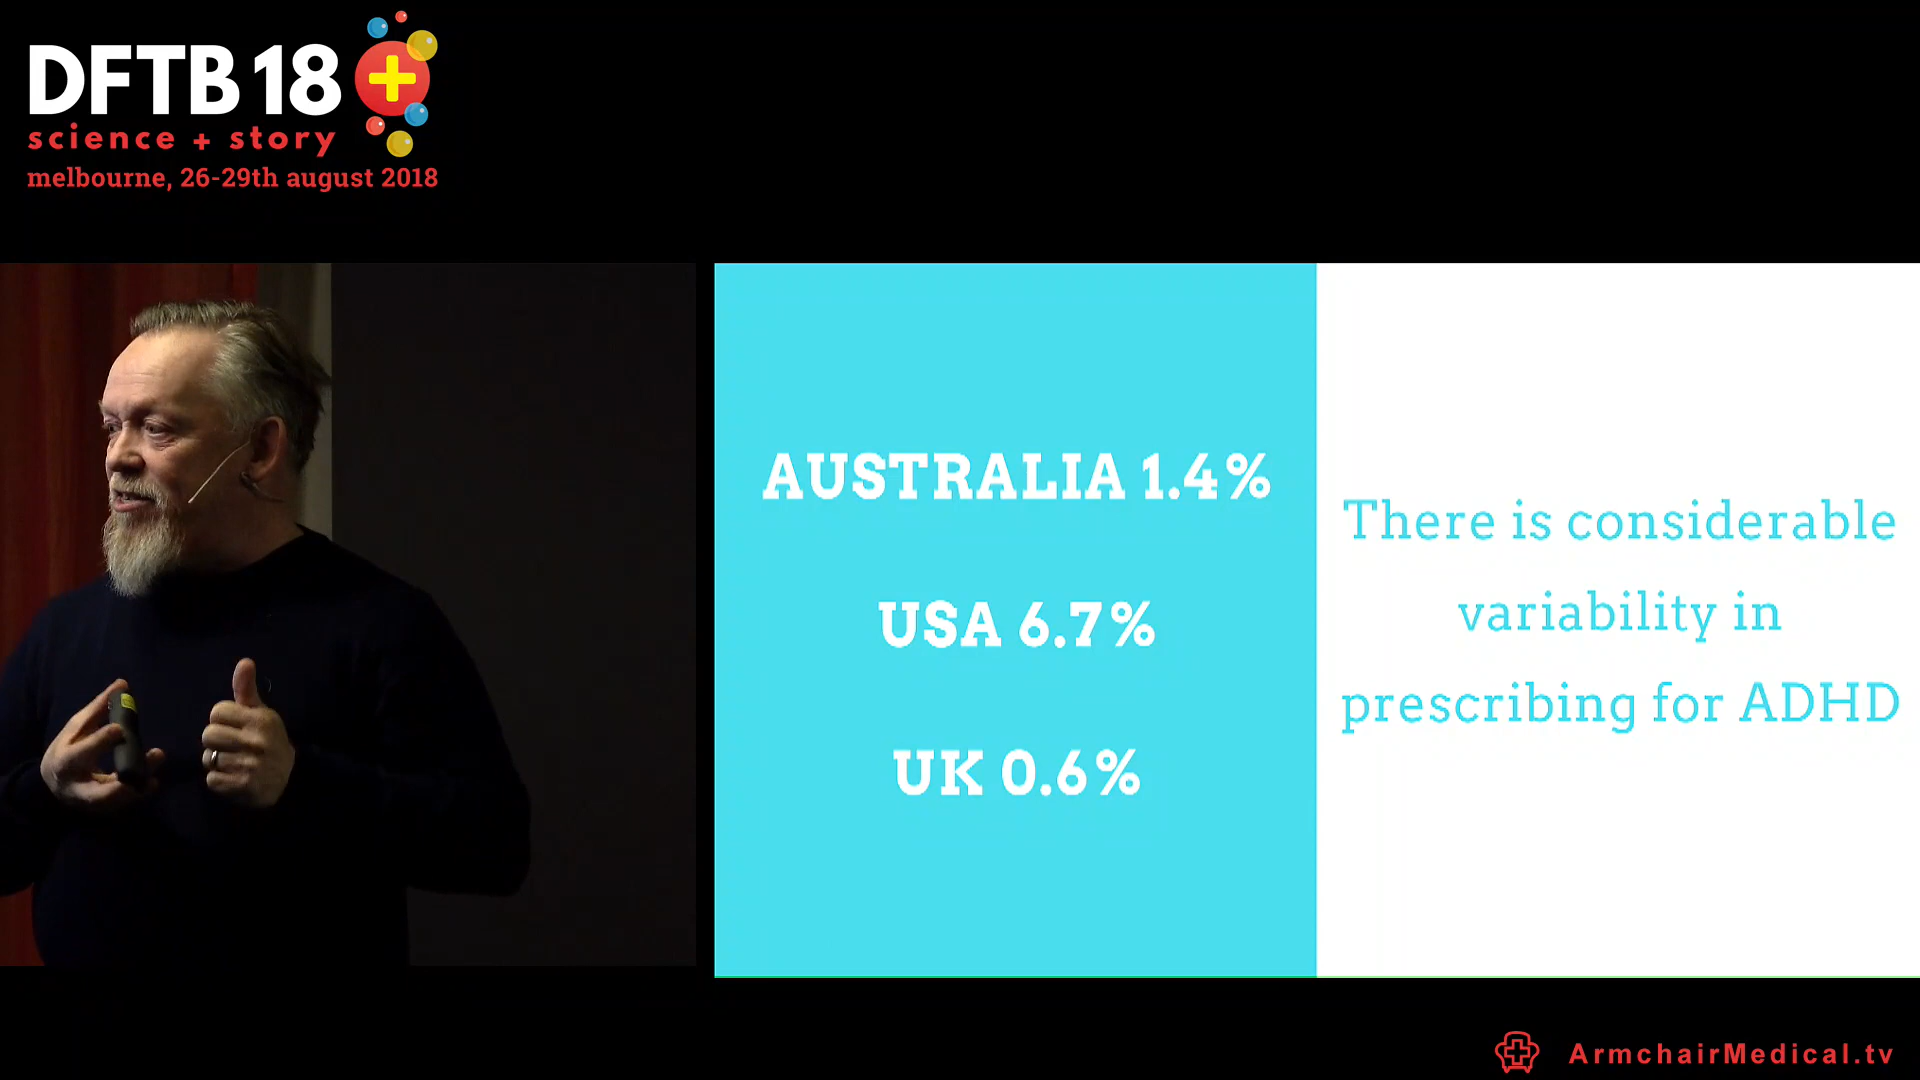 DFTB 18
science + story
melbourne, 26-29th august 2018
AUSTRALIA 1.4%
USA 6.7%
UK 0.6%
There is considerable
variability in
prescribing for ADHD
ArmchairMedical.tv